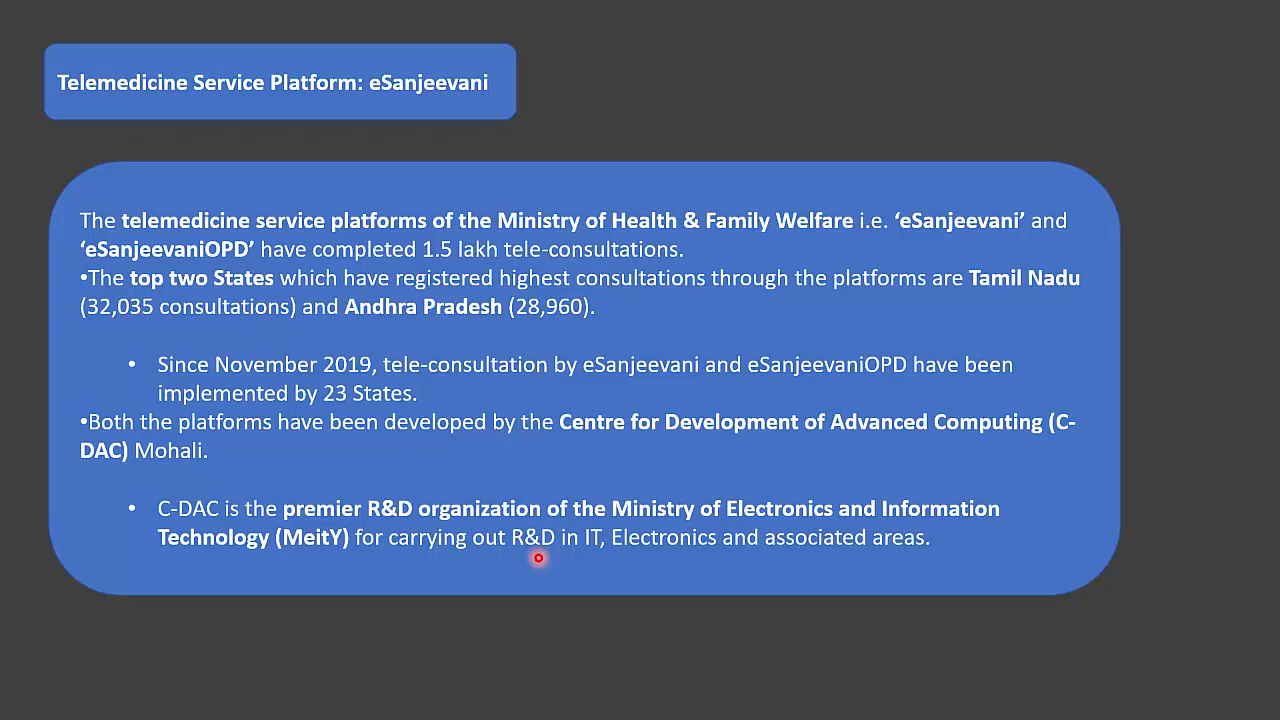 Telemedicine Service Platform: eSanjeevani
The telemedicine service platforms of the Ministry of Health & Family Welfare i.e. ‘eSanjeevani’ and
‘eSanjeevaniOPD’ have completed 1.5 lakh tele-consultations.
•The top two States which have registered highest consultations through the platforms are Tamil Nadu
(32,035 consultations) and Andhra Pradesh (28,960).
• Since November 2019, tele-consultation by eSanjeevani and eSanjeevaniOPD have been
implemented by 23 States.
•Both the platforms have been developed by the Centre for Development of Advanced Computing (C-
DAC) Mohali.
• C-DAC is the premier R&D organization of the Ministry of Electronics and Information
Technology (MeitY) for carrying out R&D in IT, Electronics and associated areas.